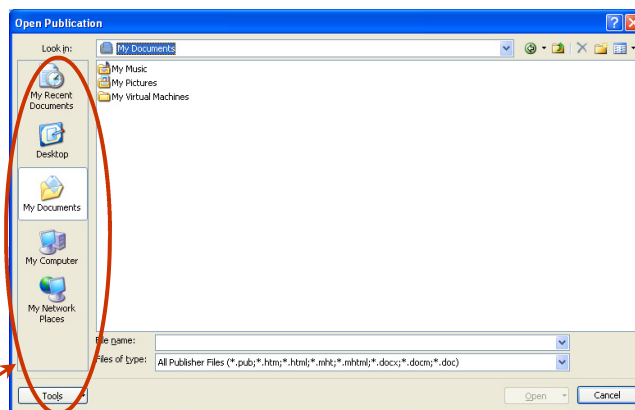 Open Publication
Look in:
My Documents
My Recent
Documents
Desktop
My Documents
My Computer
My Network
Places
My Music
My Pictures
My Virtual Machines
File name:
Files of type:
All Publisher Files (*.pub;*.htm;*.html;*.mht;*.mhtml;*.docx;*.docm;*.doc)
Tools
Open
Cancel